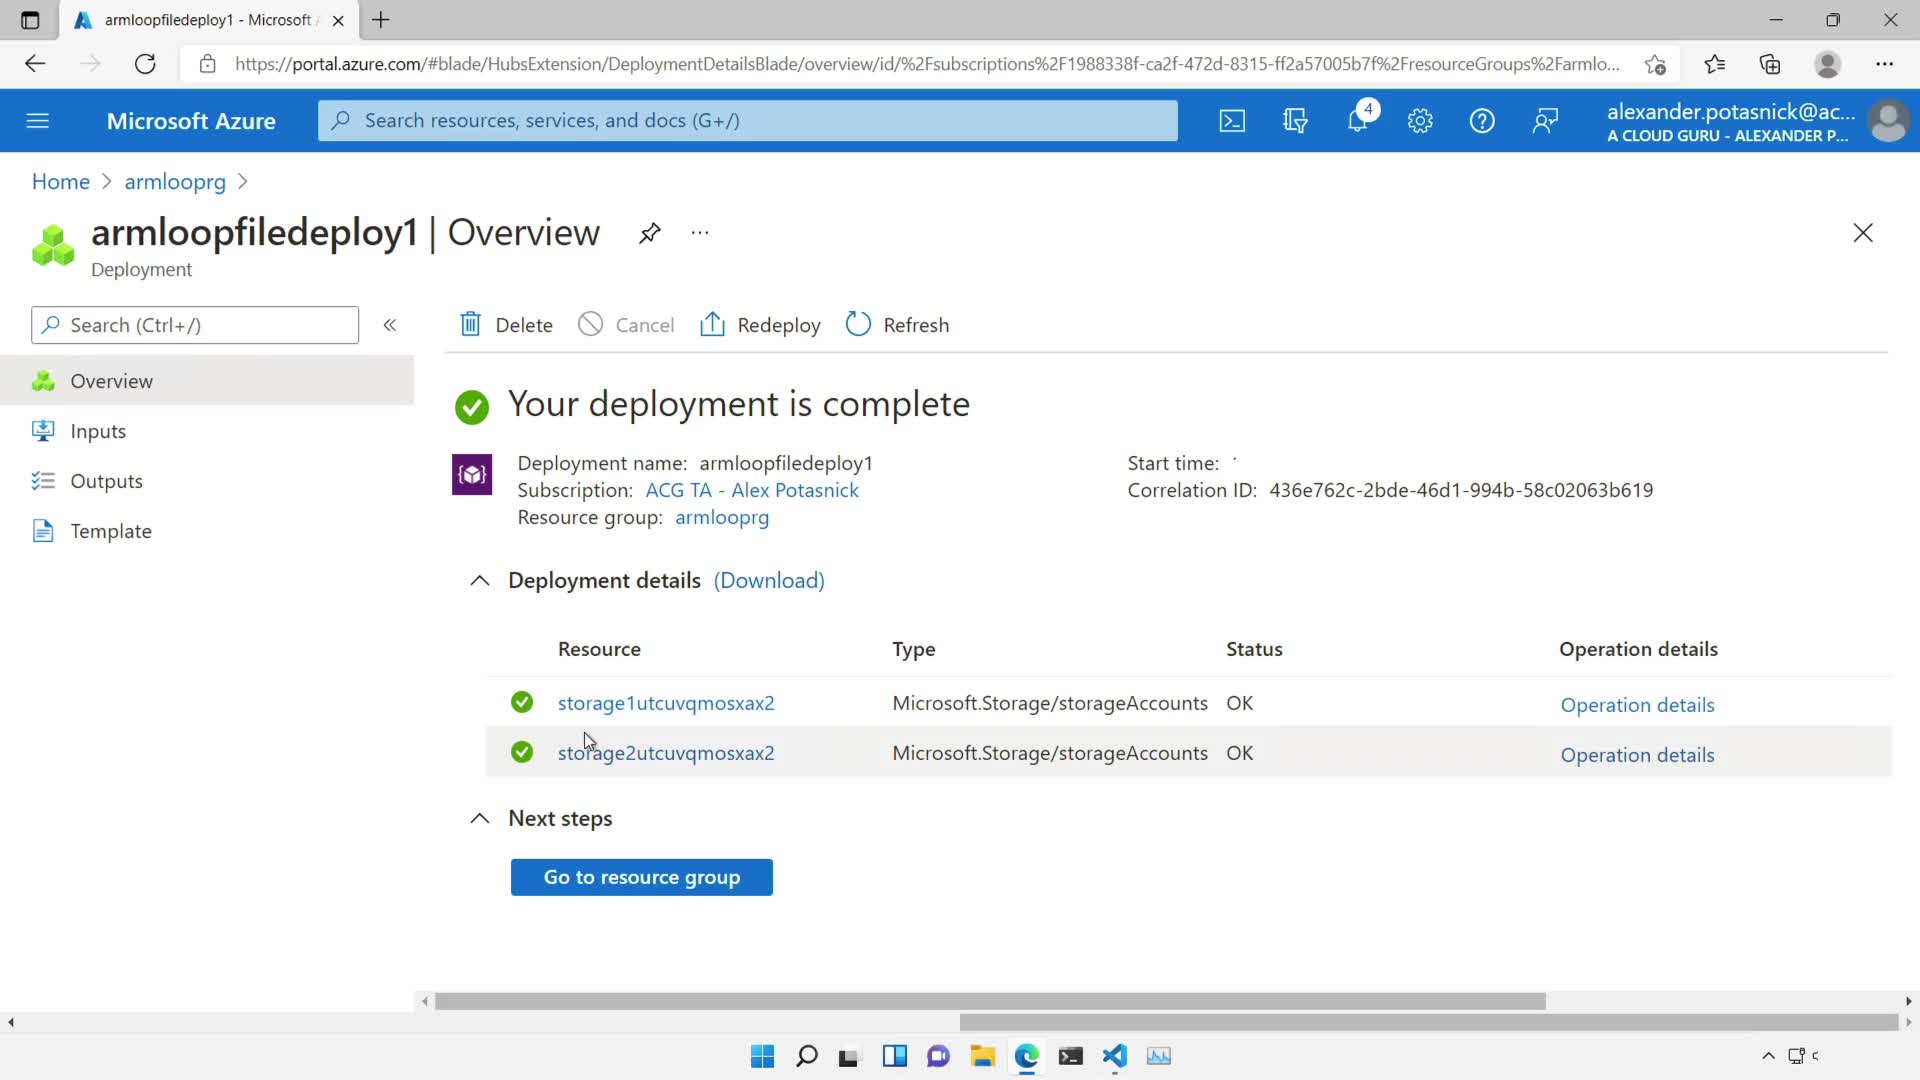 armloopfiledeploy1 - Microsoft A
https://portal.azure.com/#blade/HubsExtension/DeploymentDetailsBlade/overview/id/%2Fsubscriptions%2F1988338f-ca2f-472d-8315-ff2a57005b7f%2FresourceGroups%2Farmlo...
Microsoft Azure
Search resources, services, and docs (G+/)
4
alexander.potasnick@ac...
A CLOUD GURU - ALEXANDER P...
Home > armlooprg >
armloopfiledeploy1 | Overview
...
Deployment
Search (Ctrl+/)
«
Delete
Cancel
Redeploy
Refresh
Overview
Inputs
Outputs
Template
Your deployment is complete
Deployment name: armloopfiledeploy1
Subscription: ACG TA - Alex Potasnick
Resource group: armlooprg
Start time:
Correlation ID: 436e762c-2bde-46d1-994b-58c02063b619
Deployment details (Download)
Resource Type Status Operation details
storage1utcuvqmosxax2 Microsoft.Storage/storageAccounts OK Operation details
storage2utcuvqmosxax2 Microsoft.Storage/storageAccounts OK Operation details
Next steps
Go to resource group